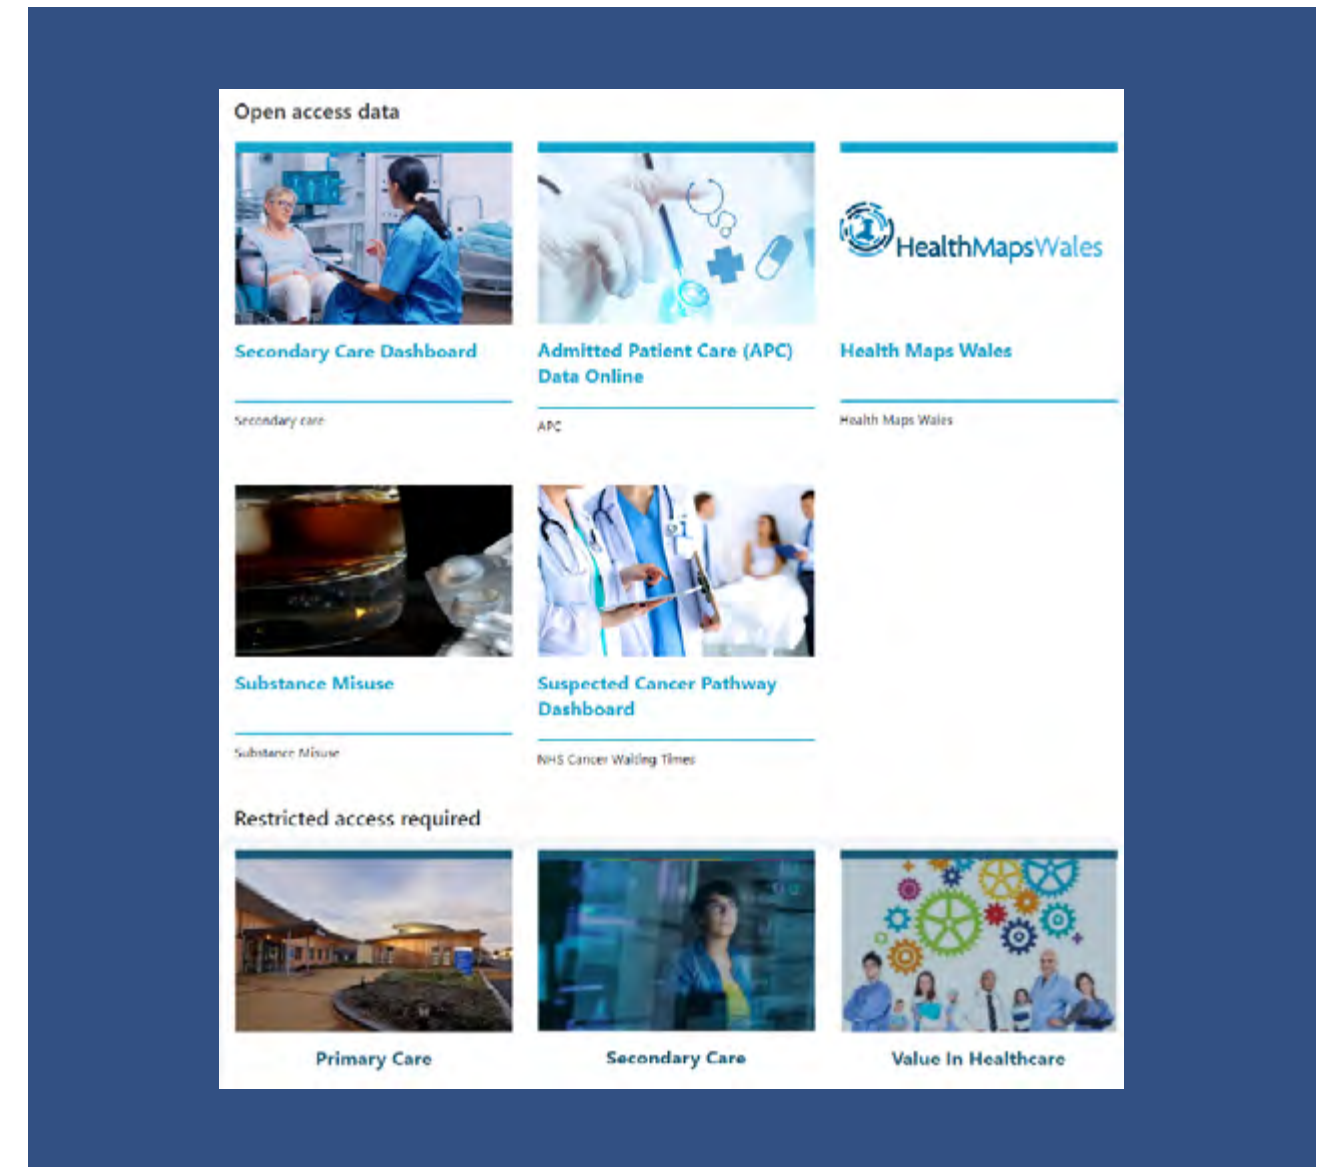 Open access data
HealthMapsWales
Secondary Care Dashboard
Admitted Patient Care (APC)
Data Online
Health Maps Wales
Secondary care
APC
Health Maps Wales
Substance Misuse
Suspected Cancer Pathway
Dashboard
Substance Misuse
NHS Cancer Waiting Times
Restricted access required
Primary Care
Secondary Care
Value In Healthcare